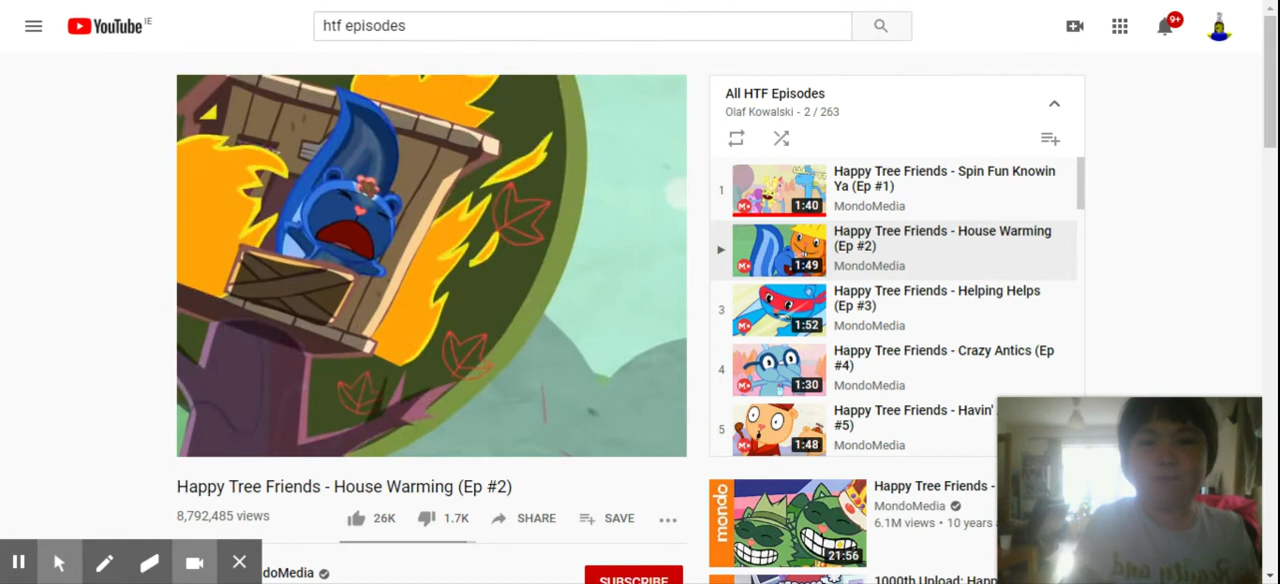 YouTube IE
htf episodes
9+
All HTF Episodes
Olaf Kowalski - 2 / 263
1
1:40
Happy Tree Friends - Spin Fun Knowin
Ya (Ep #1)
MondoMedia
1:49
Happy Tree Friends - House Warming
(Ep #2)
MondoMedia
3
1:52
Happy Tree Friends - Helping Helps
(Ep #3)
MondoMedia
4
1:30
Happy Tree Friends - Crazy Antics (Ep
#4)
MondoMedia
5
1:48
Happy Tree Friends - Havin'
#5)
MondoMedia
Happy Tree Friends - House Warming (Ep #2)
8,792,485 views
26K
1.7K
SHARE
SAVE
mondo
21:56
Happy Tree Friends -
MondoMedia
6.1M views • 10 years
doMedia
SUBSCRIBE
1000th Upload: Hap
Beauty and